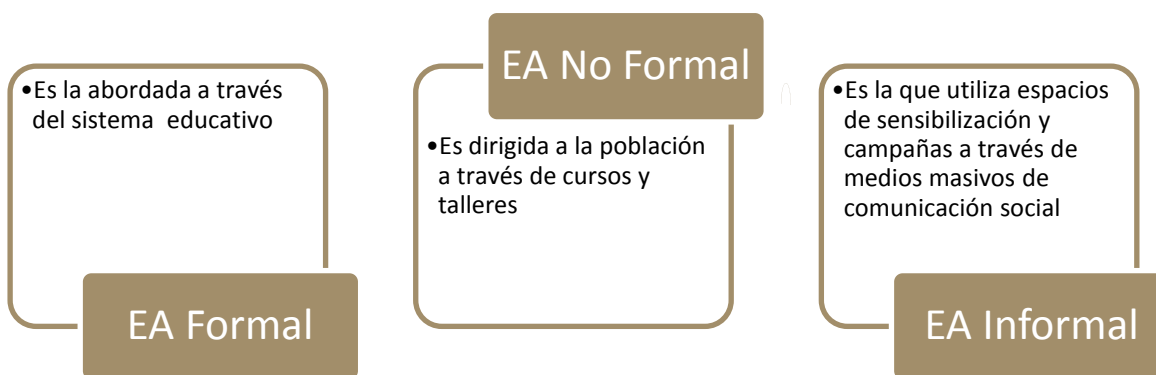 •Es la abordada a través
del sistema educativo
EA Formal
EA No Formal
•Es dirigida a la población
a través de cursos y
talleres
•Es la que utiliza espacios
de sensibilización y
campañas a través de
medios masivos de
comunicación social
EA Informal